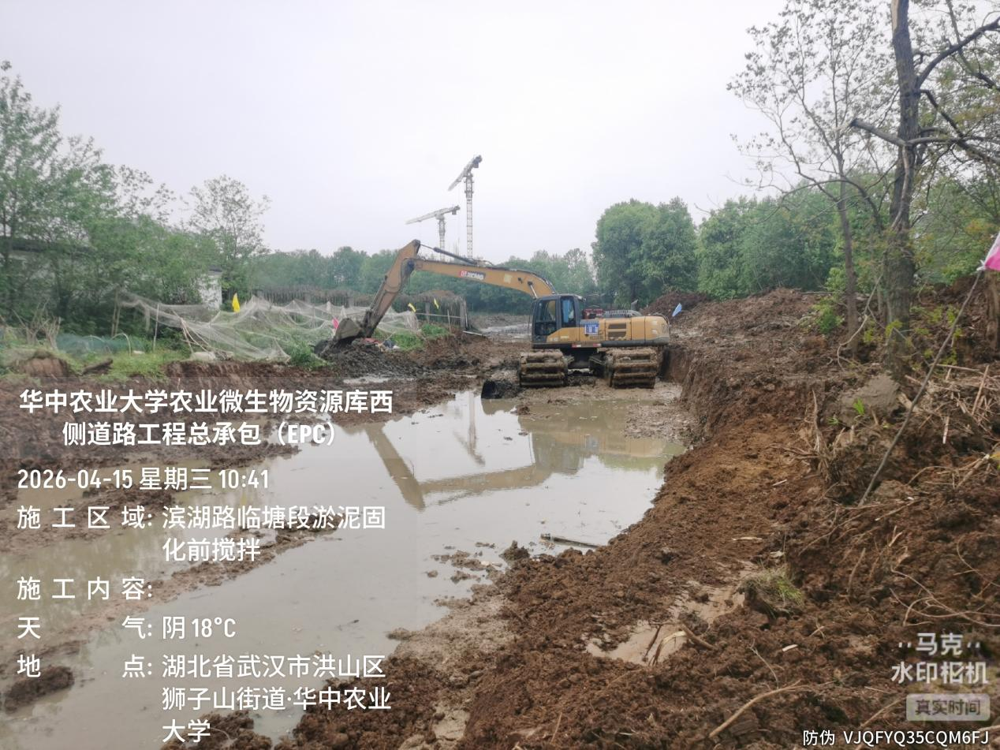 XCMG
华中农业大学农业微生物资源库西
侧道路工程总承包（EPC）
2026-04-15 星期三 10:41
施工区域: 滨湖路临塘段淤泥固
化前搅拌
施工内容:
天气: 阴 18°C
地点: 湖北省武汉市洪山区
狮子山街道·华中农业
大学
马克
水印相机
真实时间
防伪 VJQFYQ35CQM6FJ